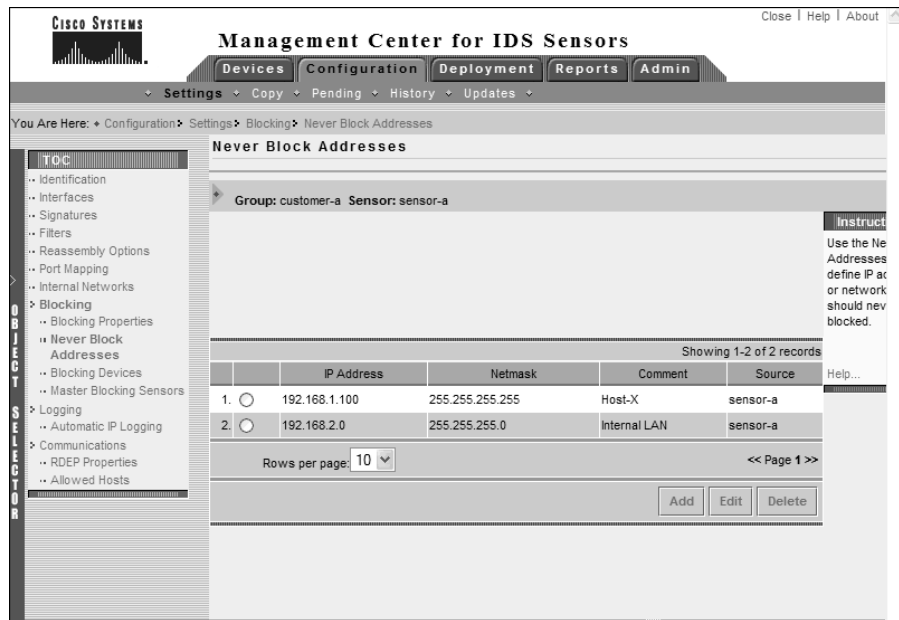 CISCO SYSTEMS
Close | Help | About
Management Center for IDS Sensors
Devices Configuration Deployment Reports Admin
Settings Copy Pending History Updates
You Are Here: Configuration Settings Blocking Never Block Addresses
Never Block Addresses
TOC
Identification
Interfaces
Signatures
Filters
Reassembly Options
Port Mapping
Internal Networks
Blocking
Blocking Properties
Never Block
Addresses
Blocking Devices
Master Blocking Sensors
Logging
Automatic IP Logging
Communications
RDEP Properties
Allowed Hosts
OBJECT SELECTOR
Group: customer-a Sensor: sensor-a
Showing 1-2 of 2 records
IP Address Netmask Comment Source
1. 192.168.1.100 255.255.255.255 Host-X sensor-a
2. 192.168.2.0 255.255.255.0 Internal LAN sensor-a
Rows per page: 10 << Page 1 >>
Add Edit Delete
Instruct
Use the Ne
Addresses
define IP ad
or network
should nev
blocked.
Help...